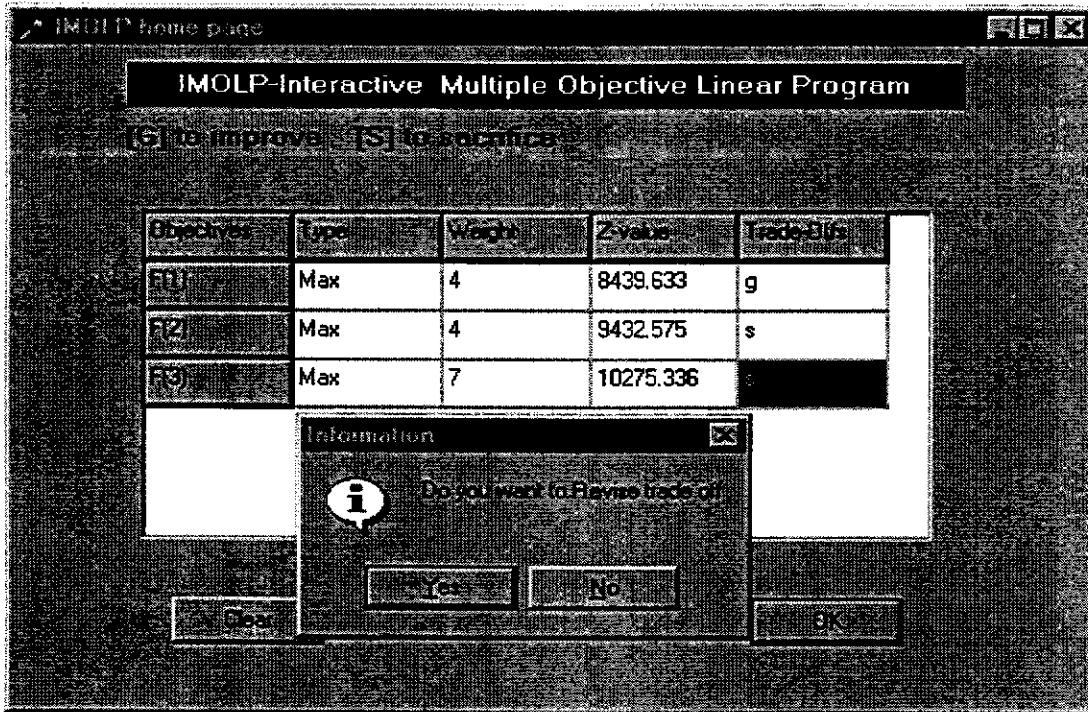 IMOLP home page
IMOLP-Interactive Multiple Objective Linear Program
[G] to improve [S] to sacrifice
Objectives Type Weight Z-value Trade-Offs
F(1) Max 4 8439.633 g
F(2) Max 4 9432.575 s
F(3) Max 7 10275.336
Information
Do you want to Revise trade off
Yes No
Clear OK